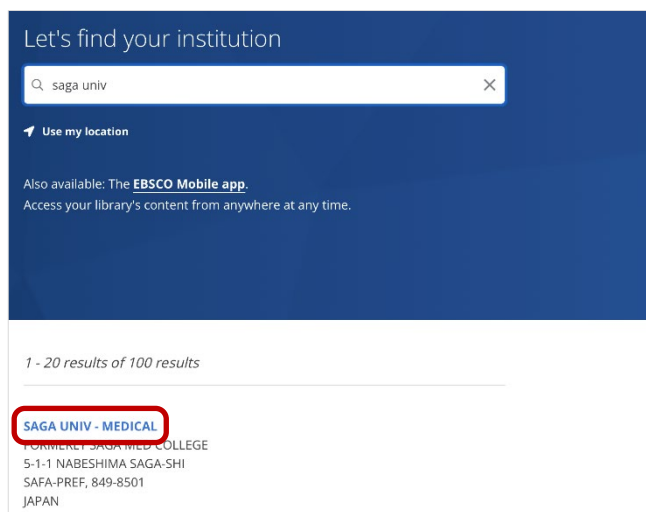 Let's find your institution
saga univ
Use my location
Also available: The EBSCO Mobile app.
Access your library's content from anywhere at any time.
1 - 20 results of 100 results
SAGA UNIV - MEDICAL
FORMERLY SAGA MED COLLEGE
5-1-1 NABESHIMA SAGA-SHI
SAFA-PREF, 849-8501
JAPAN